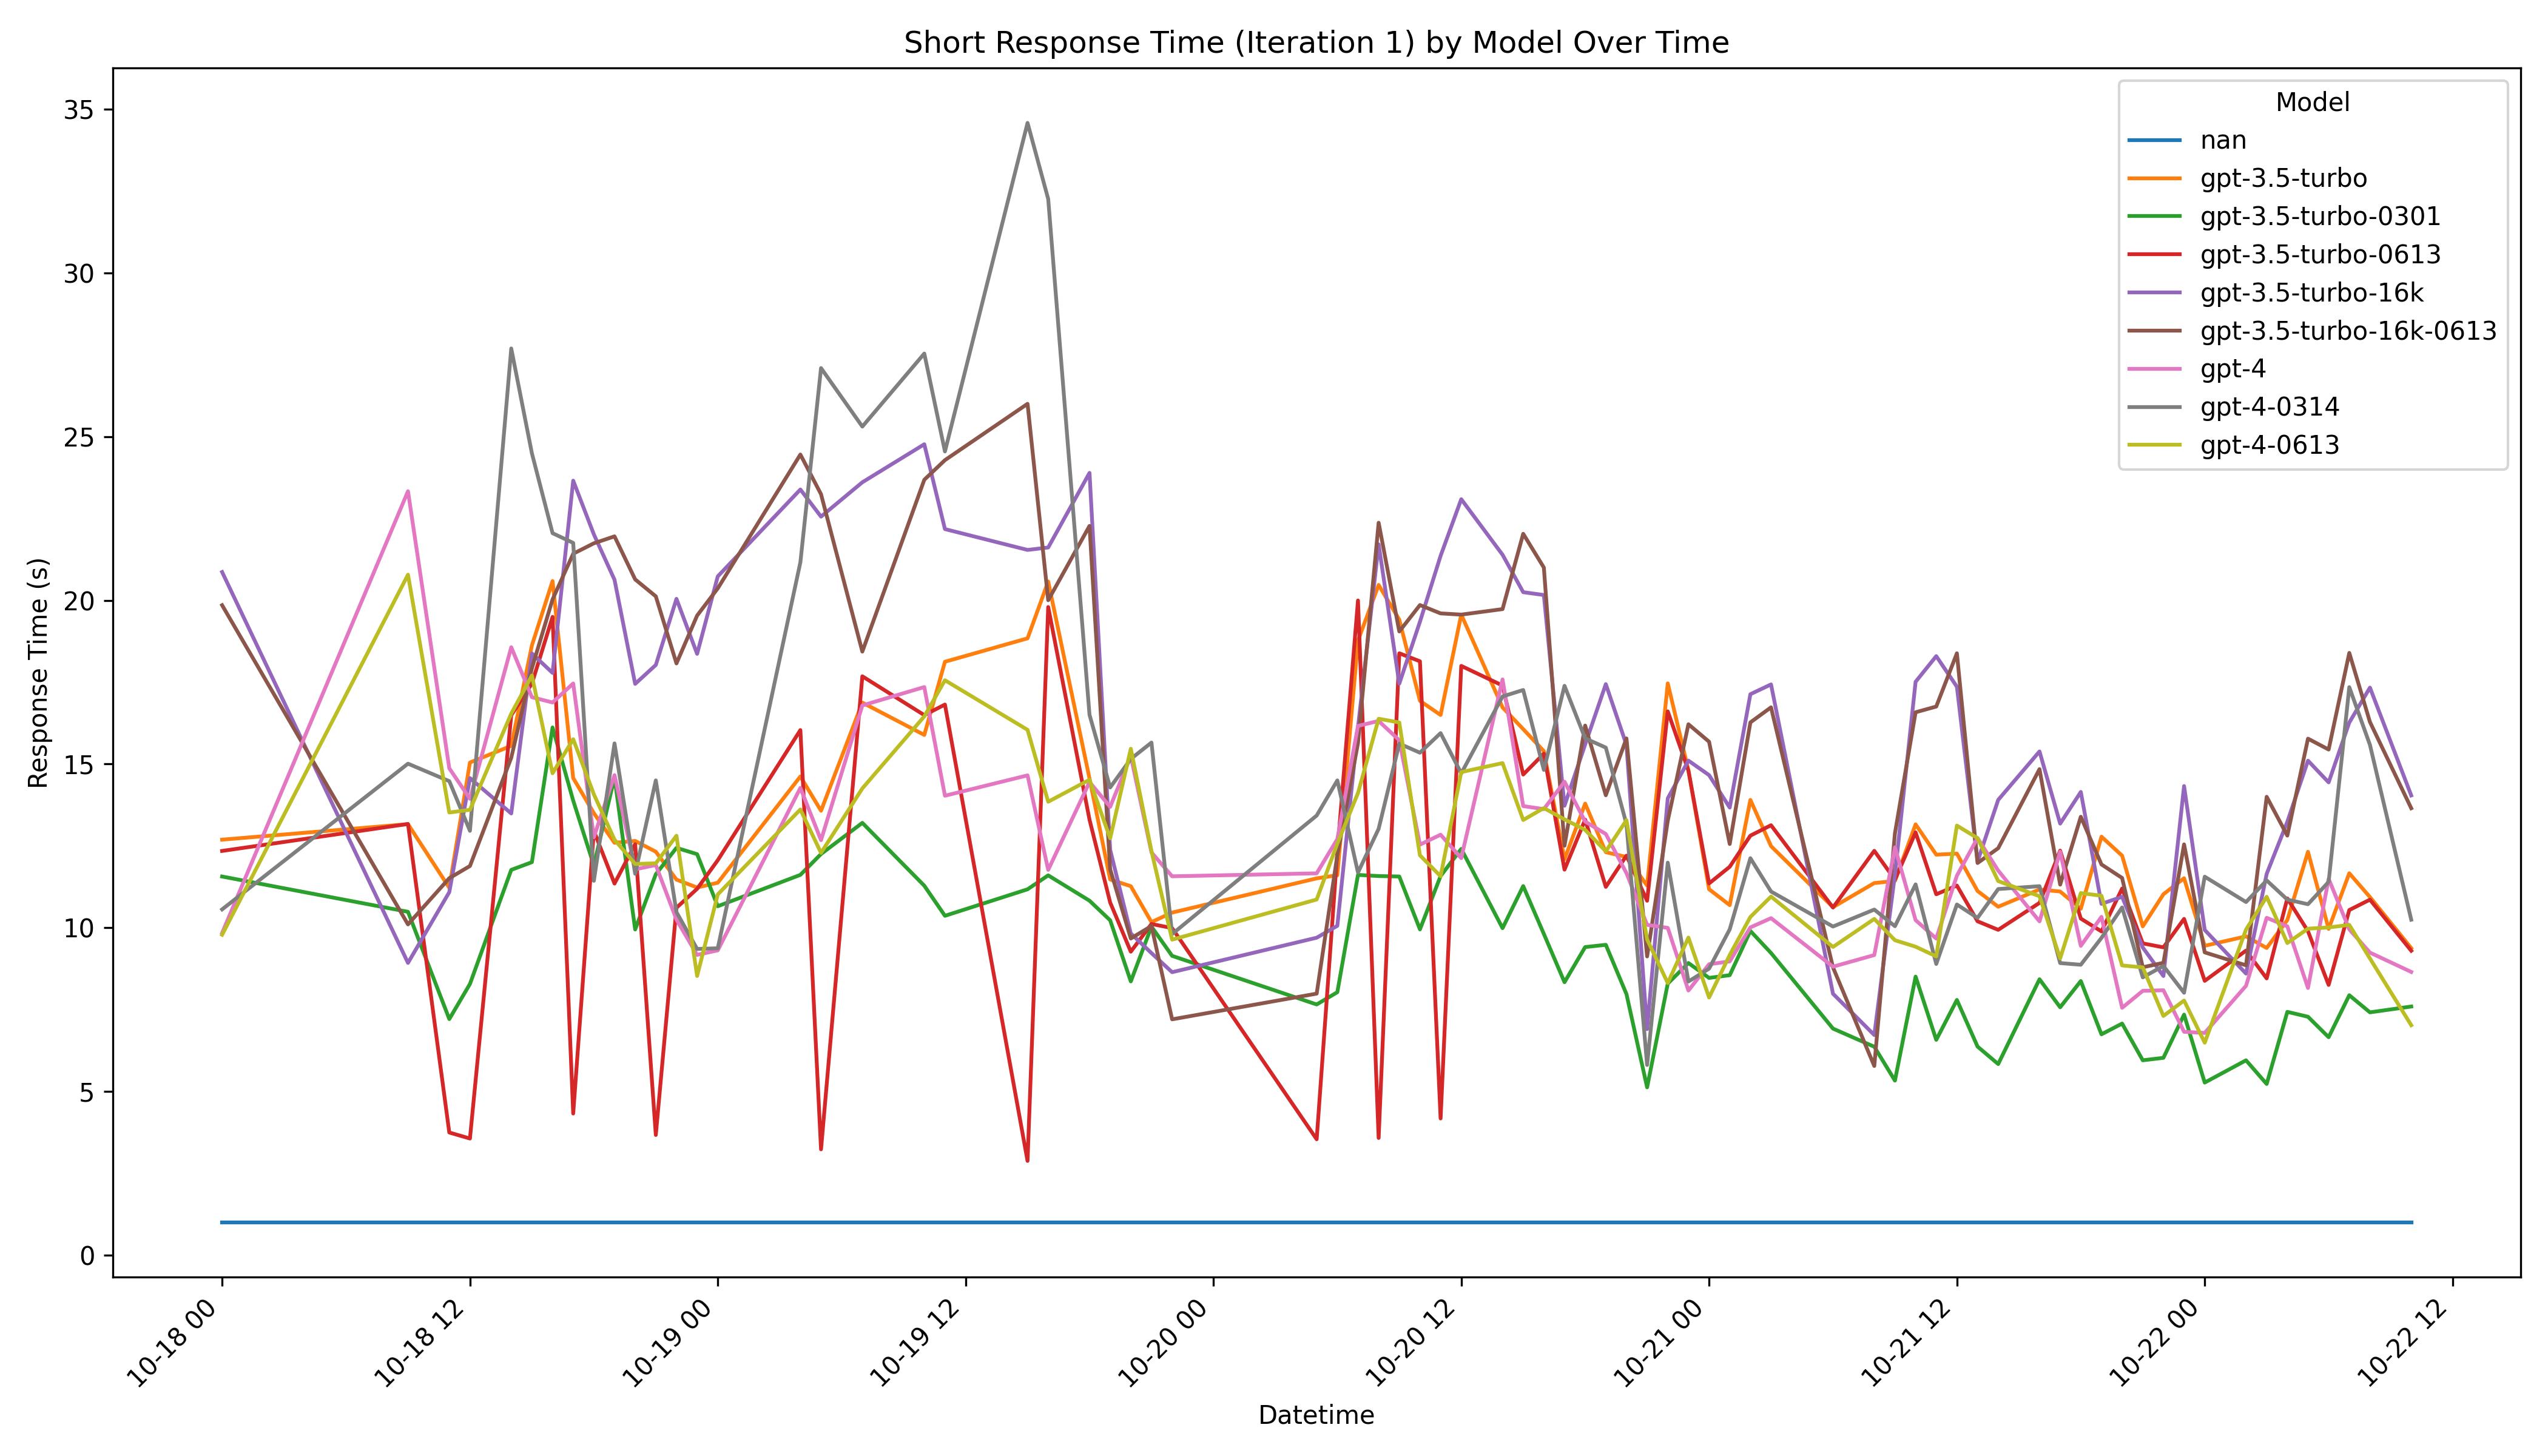 Short Response Time (Iteration 1) by Model Over Time
Model
nan
gpt-3.5-turbo
gpt-3.5-turbo-0301
gpt-3.5-turbo-0613
gpt-3.5-turbo-16k
gpt-3.5-turbo-16k-0613
gpt-4
gpt-4-0314
gpt-4-0613
Response Time (s)
35
30
25
20
15
10
5
0
10-18 00
10-18 12
10-19 00
10-19 12
10-20 00
10-20 12
10-21 00
10-21 12
10-22 00
10-22 12
Datetime